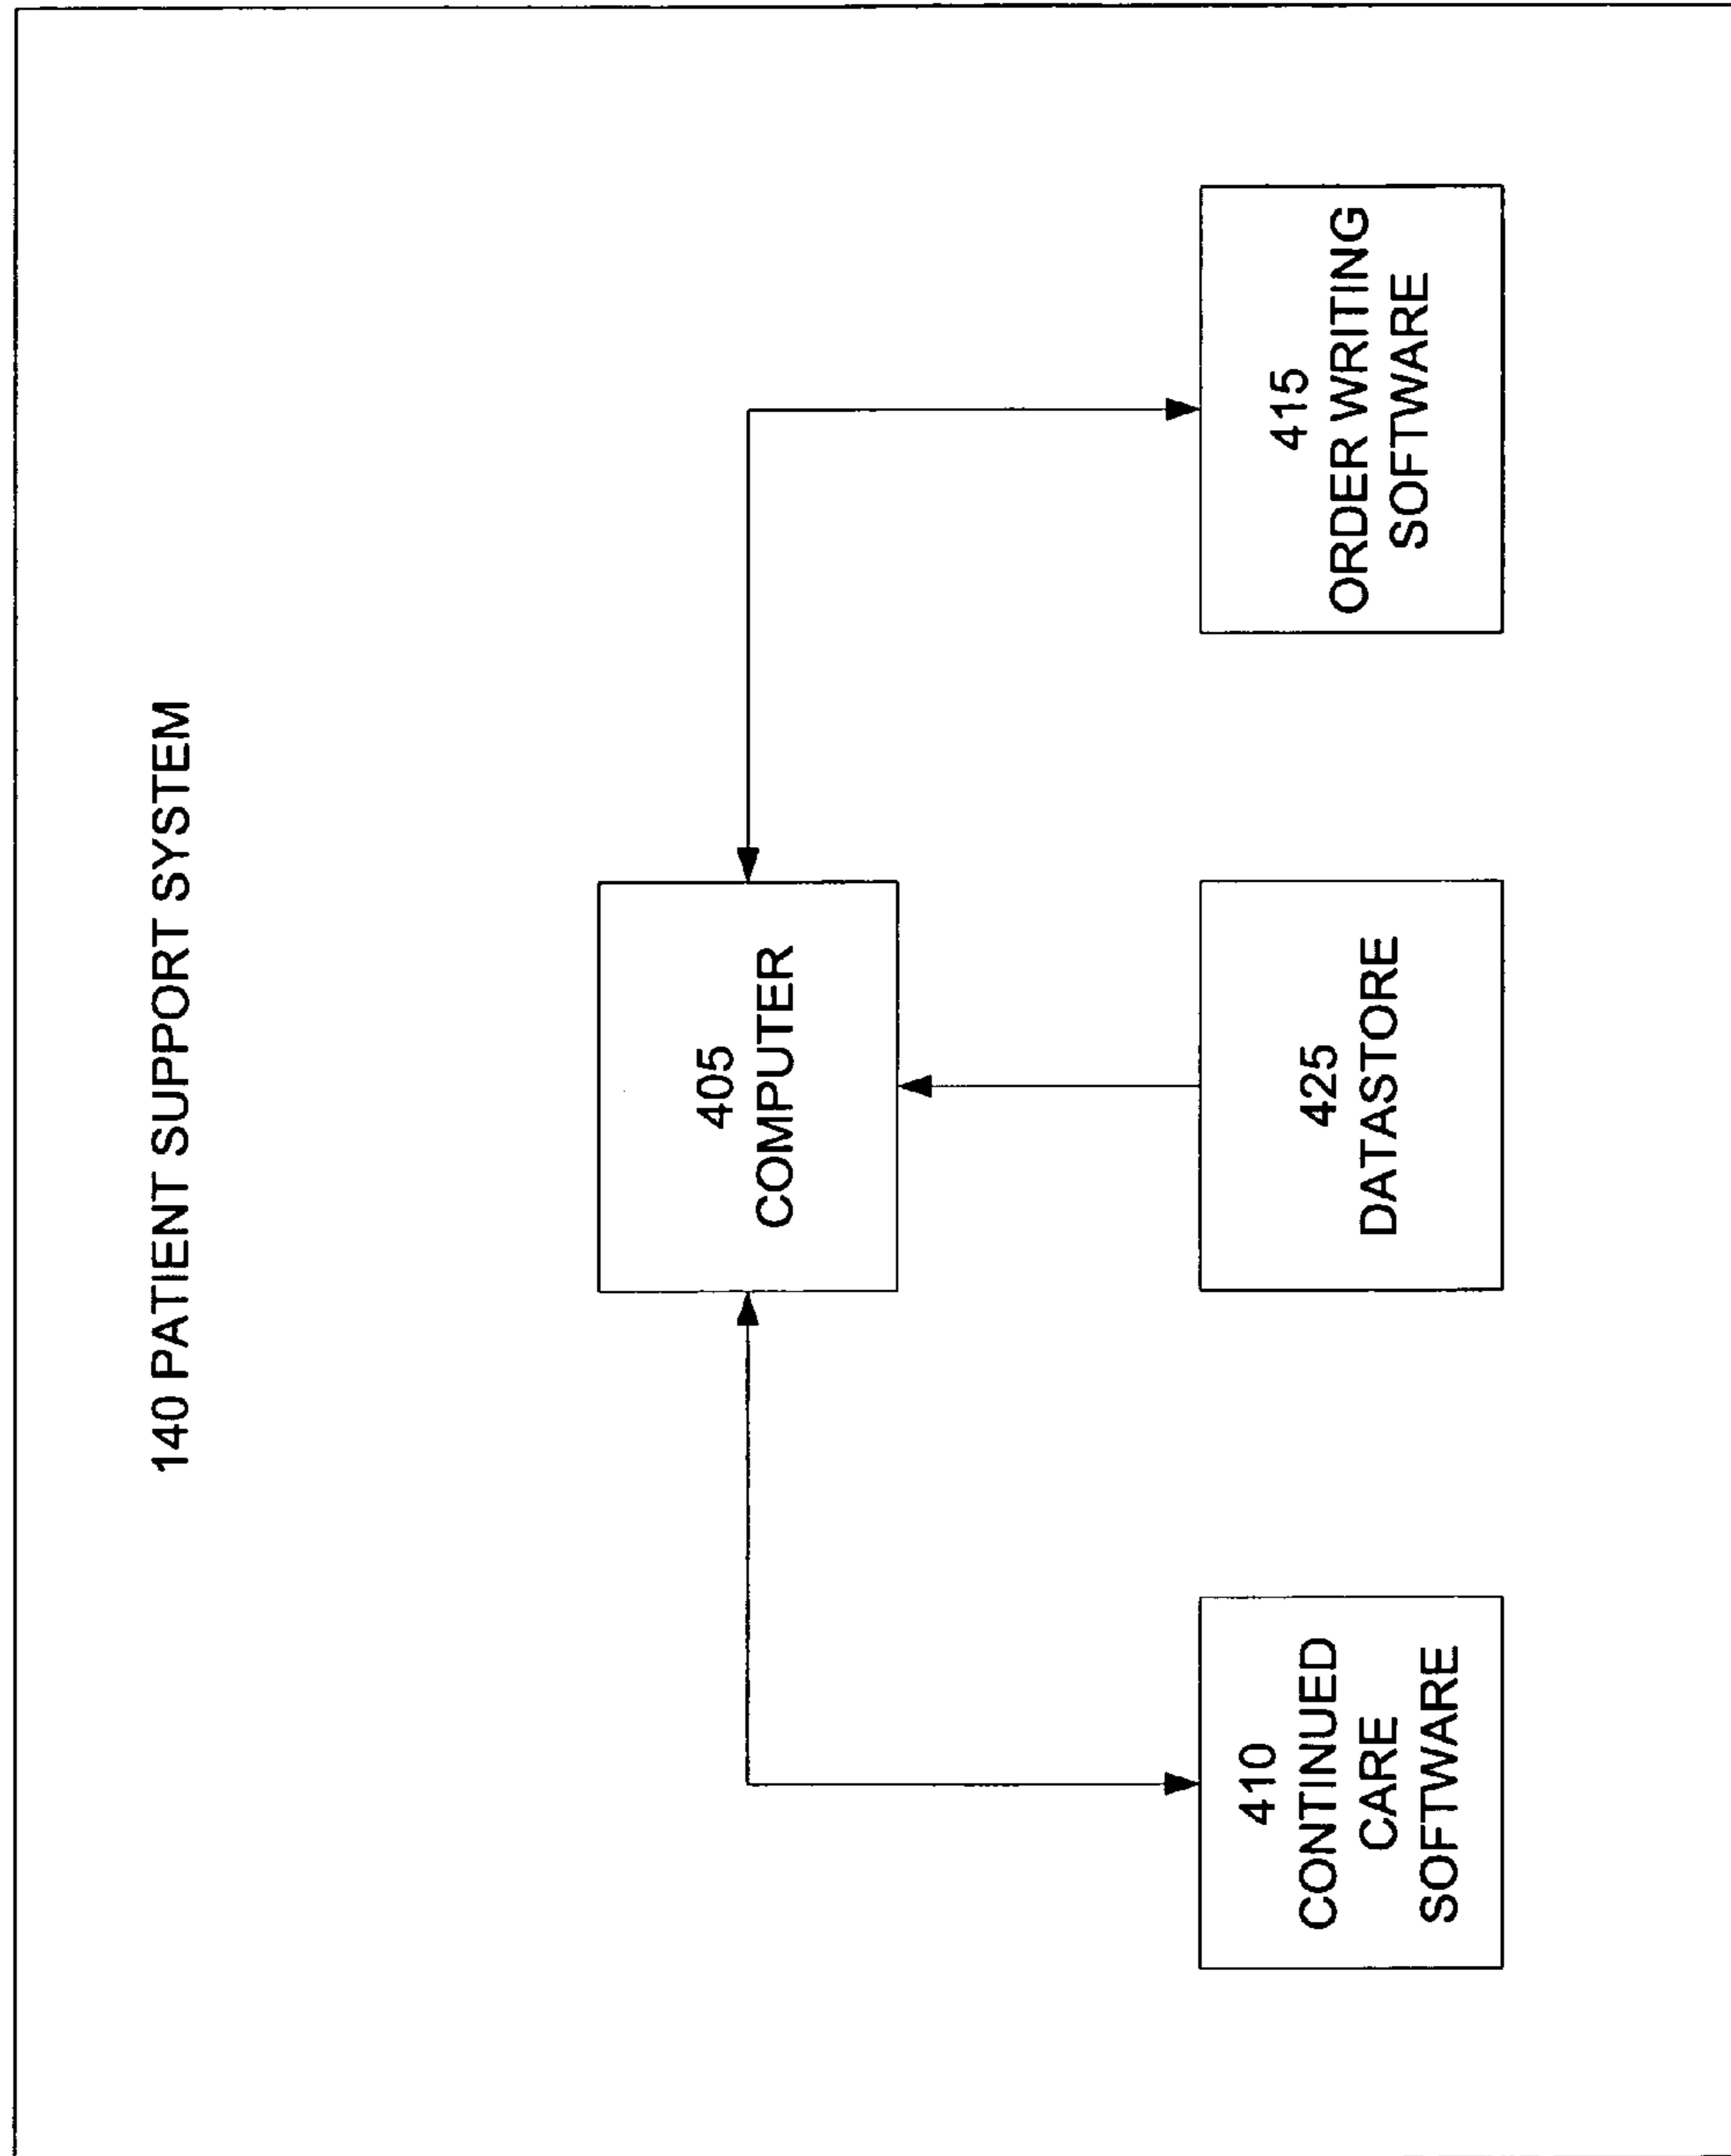 140 PATIENT SUPPORT SYSTEM
405
COMPUTER
410
CONTINUED
CARE
SOFTWARE
425
DATASTORE
415
ORDER WRITING
SOFTWARE